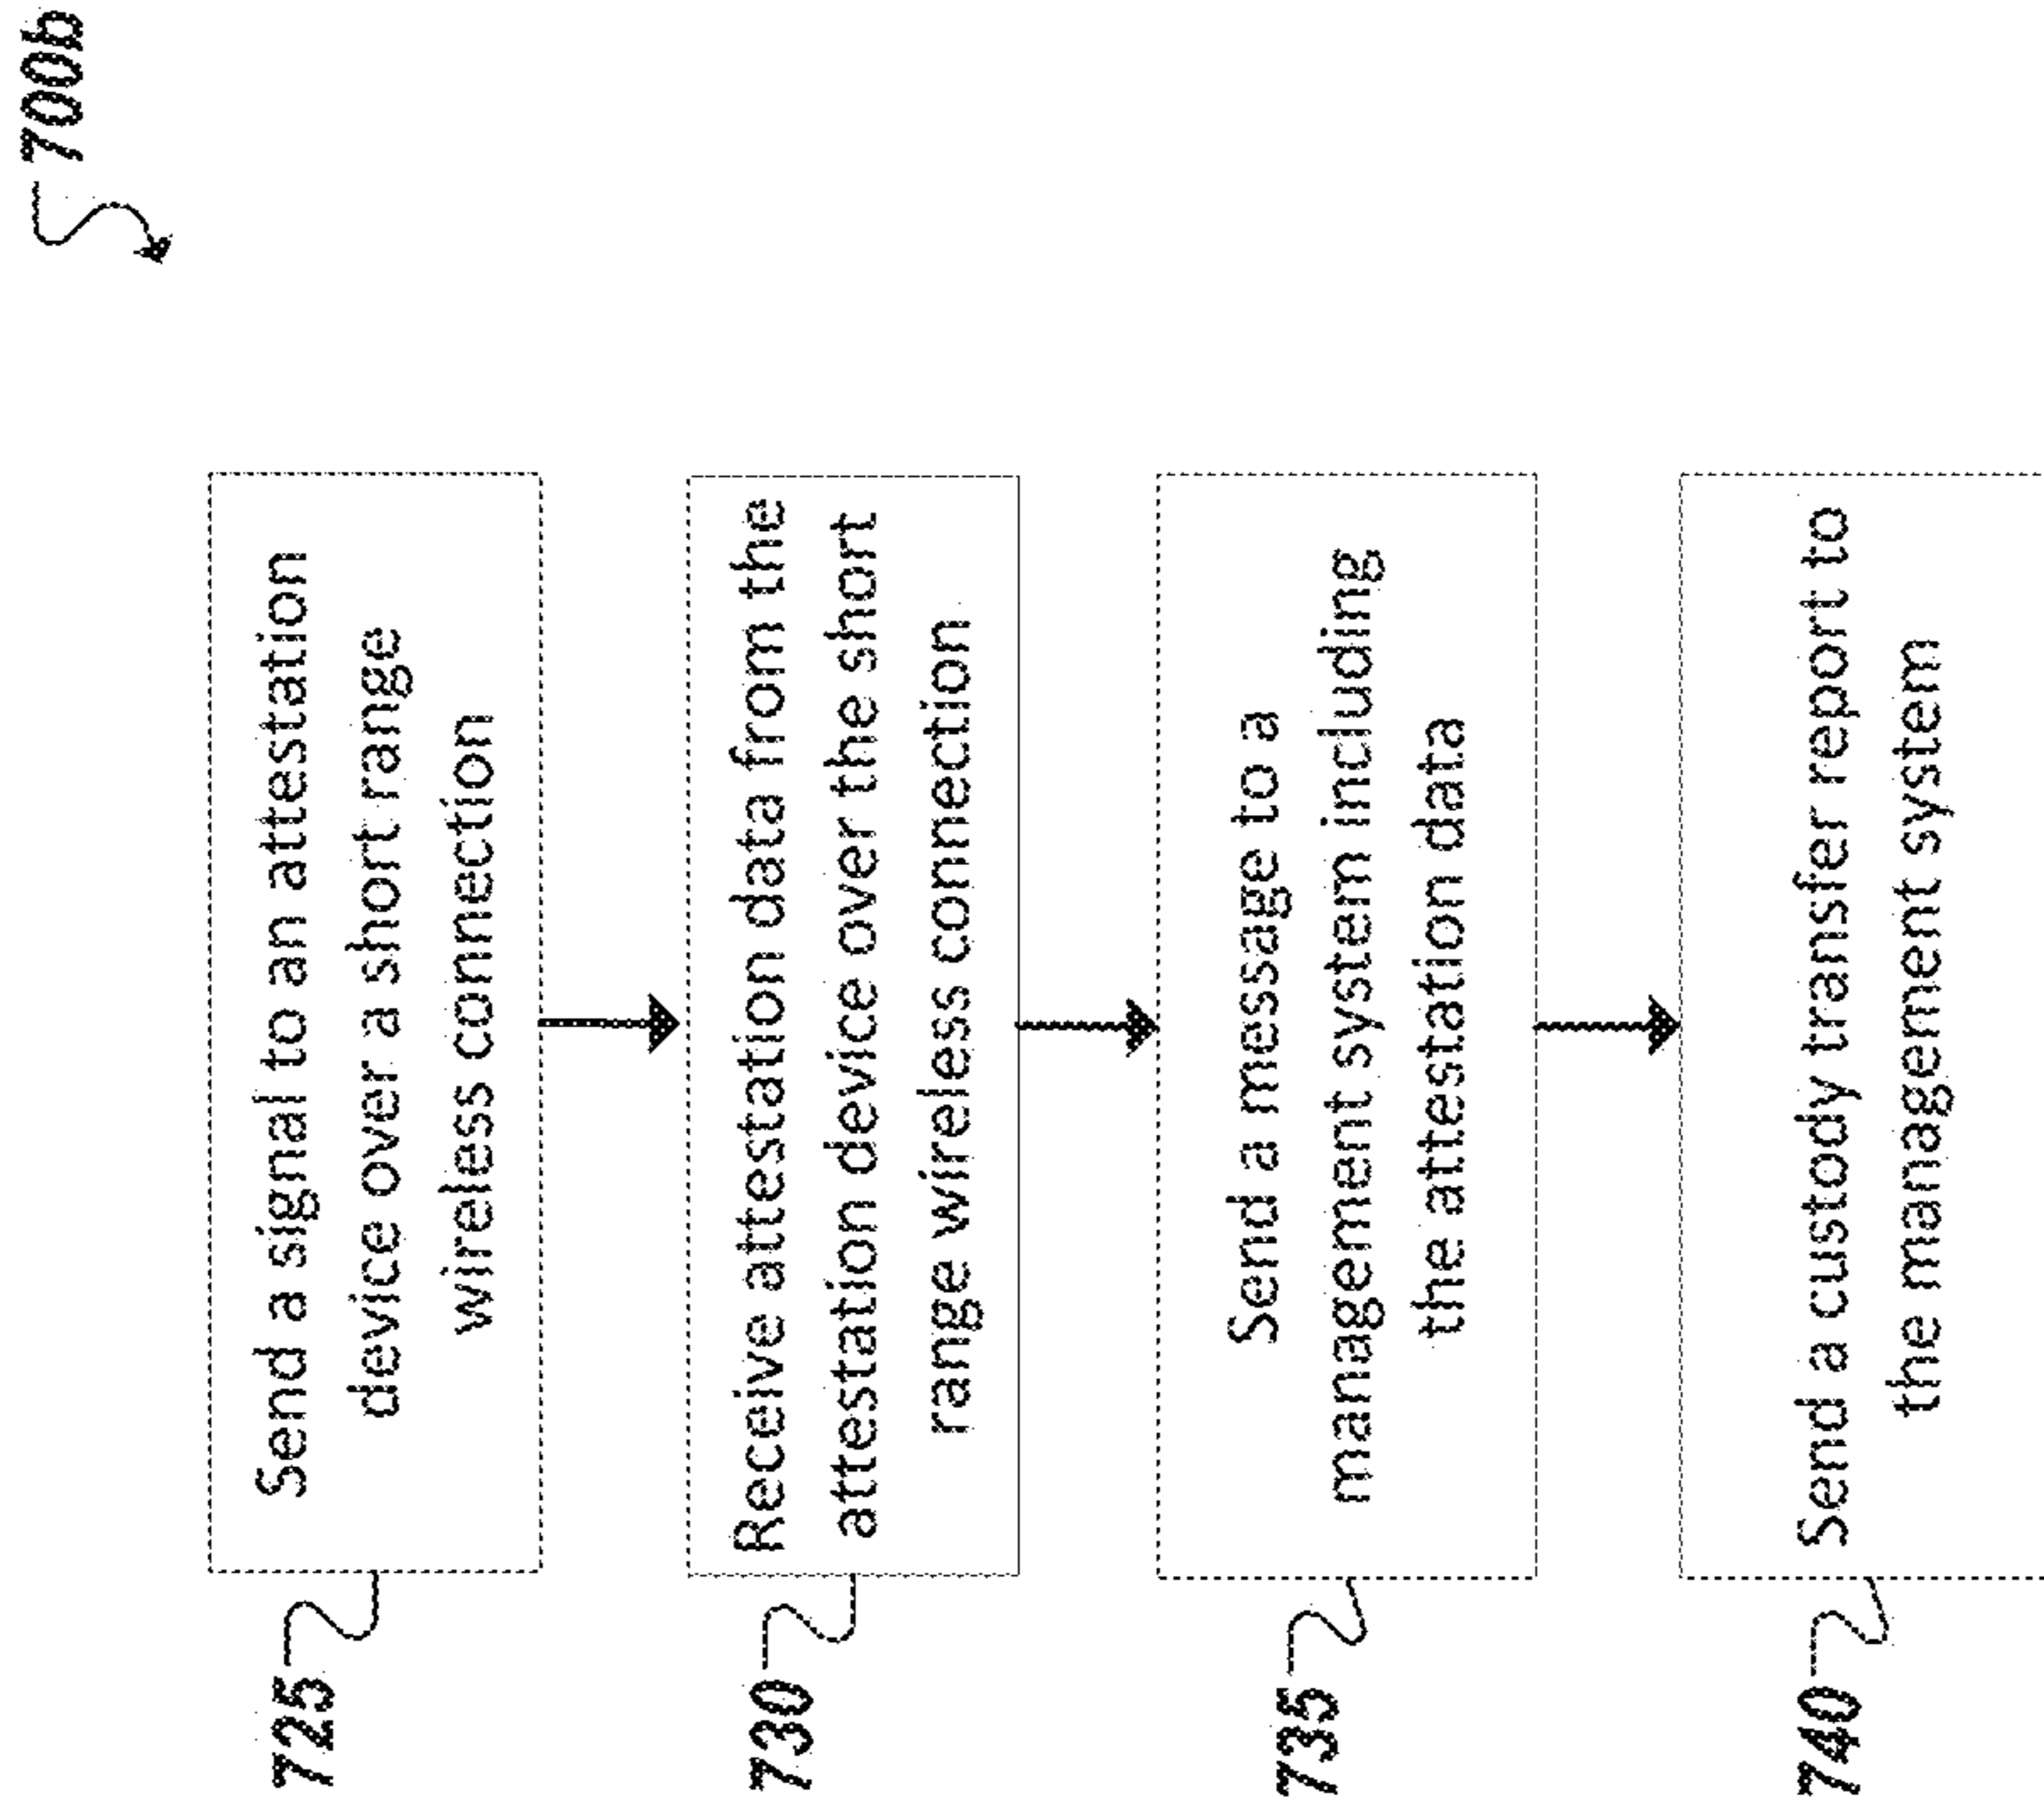 700b
725
Send a signal to an attestation
device over a short range
wireless connection
730
Receive attestation data from the
attestation device over the short
range wireless connection
735
Send a message to a
management system including
the attestation data
740
Send a custody transfer report to
the management system